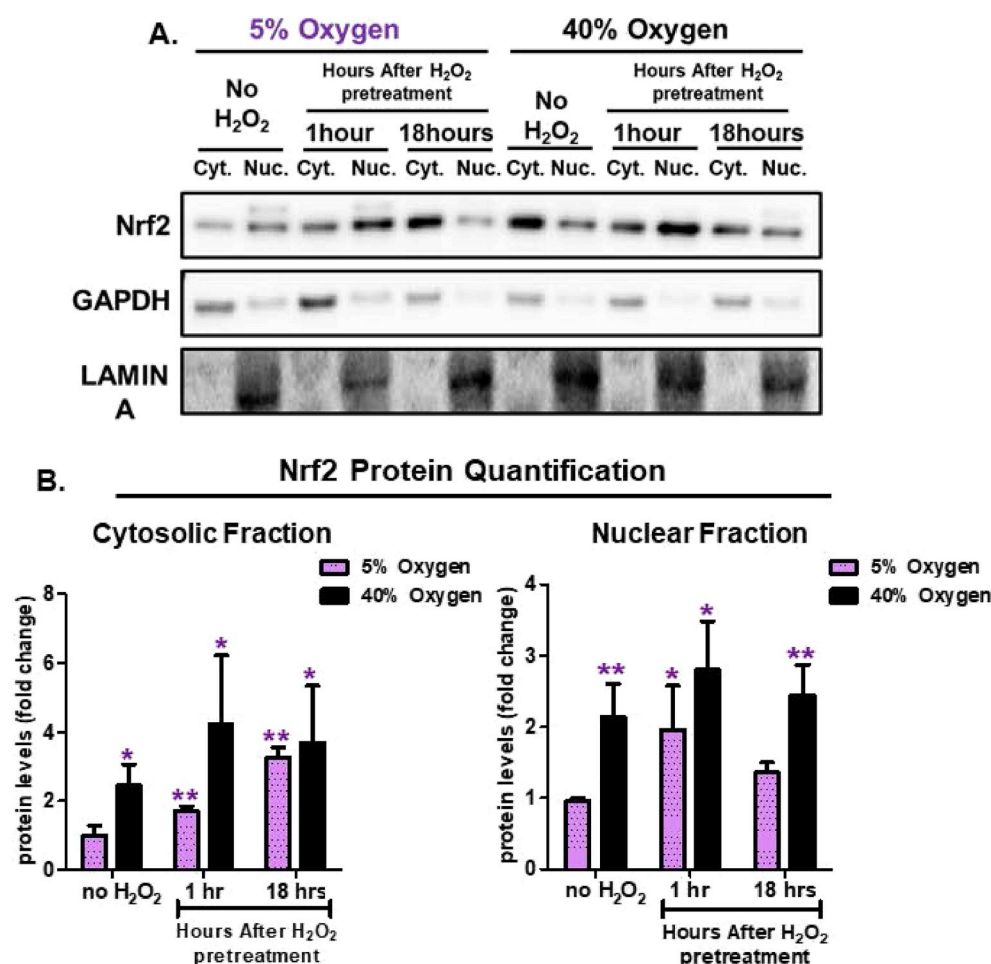 A.
5% Oxygen 40% Oxygen
No H₂O₂
Hours After H₂O₂
pretreatment
1hour 18hours
No H₂O₂
Hours After H₂O₂
pretreatment
1hour 18hours
Cyt. Nuc. Cyt. Nuc. Cyt. Nuc. Cyt. Nuc. Cyt. Nuc. Cyt. Nuc.
Nrf2
GAPDH
LAMIN
A
B.
Nrf2 Protein Quantification
Cytosolic Fraction
5% Oxygen
40% Oxygen
protein levels (fold change)
8
6
4
2
0
*
**
*
**
*
no H₂O₂ 1 hr 18 hrs
Hours After H₂O₂
pretreatment
Nuclear Fraction
5% Oxygen
40% Oxygen
protein levels (fold change)
4
3
2
1
0
**
*
*
**
no H₂O₂ 1 hr 18 hrs
Hours After H₂O₂
pretreatment